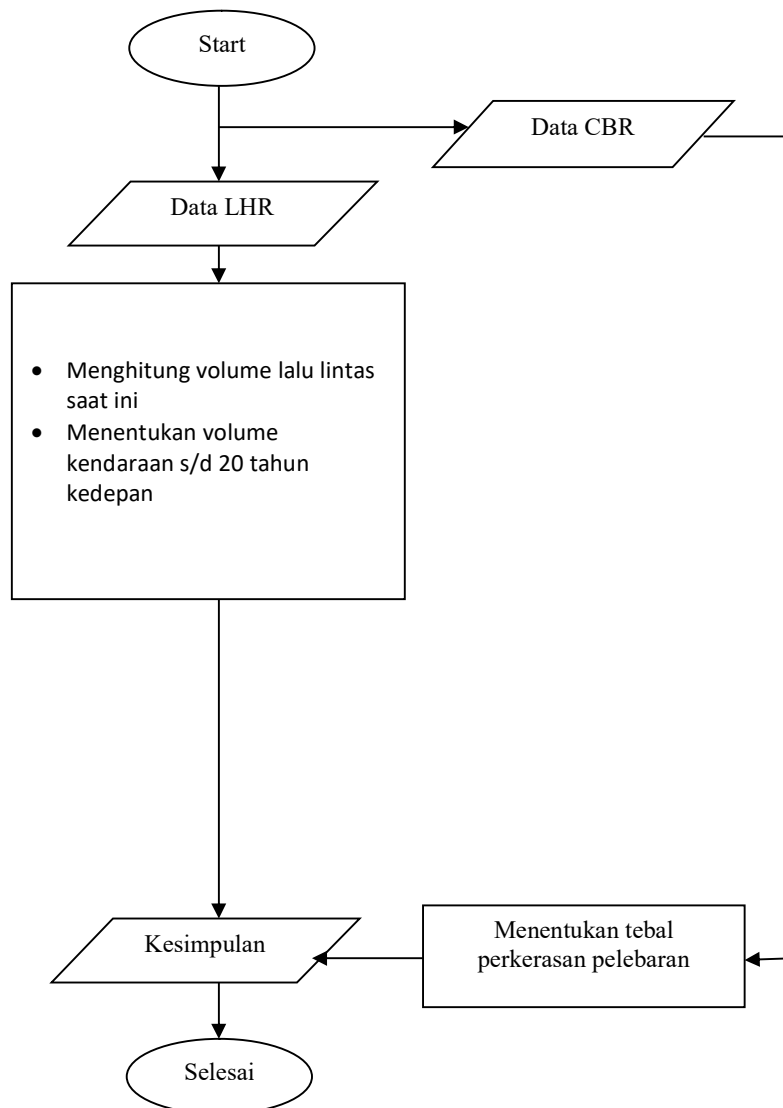 Start
Data CBR
Data LHR
• Menghitung volume lalu lintas
saat ini
• Menentukan volume
kendaraan s/d 20 tahun
kedepan
Kesimpulan
Menentukan tebal
perkerasan pelebaran
Selesai